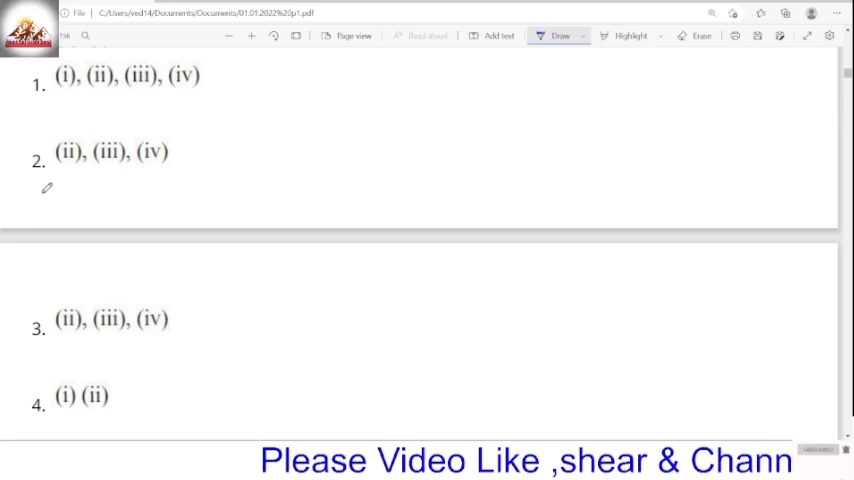 File | C:/Users/ved14/Documents/Documents/01.01.2022%20p1.pdf
Page view | Read aloud | Add text | Draw | Highlight | Erase
1. (i), (ii), (iii), (iv)
2. (ii), (iii), (iv)
3. (ii), (iii), (iv)
4. (i) (ii)
Please Video Like ,shear & Chann